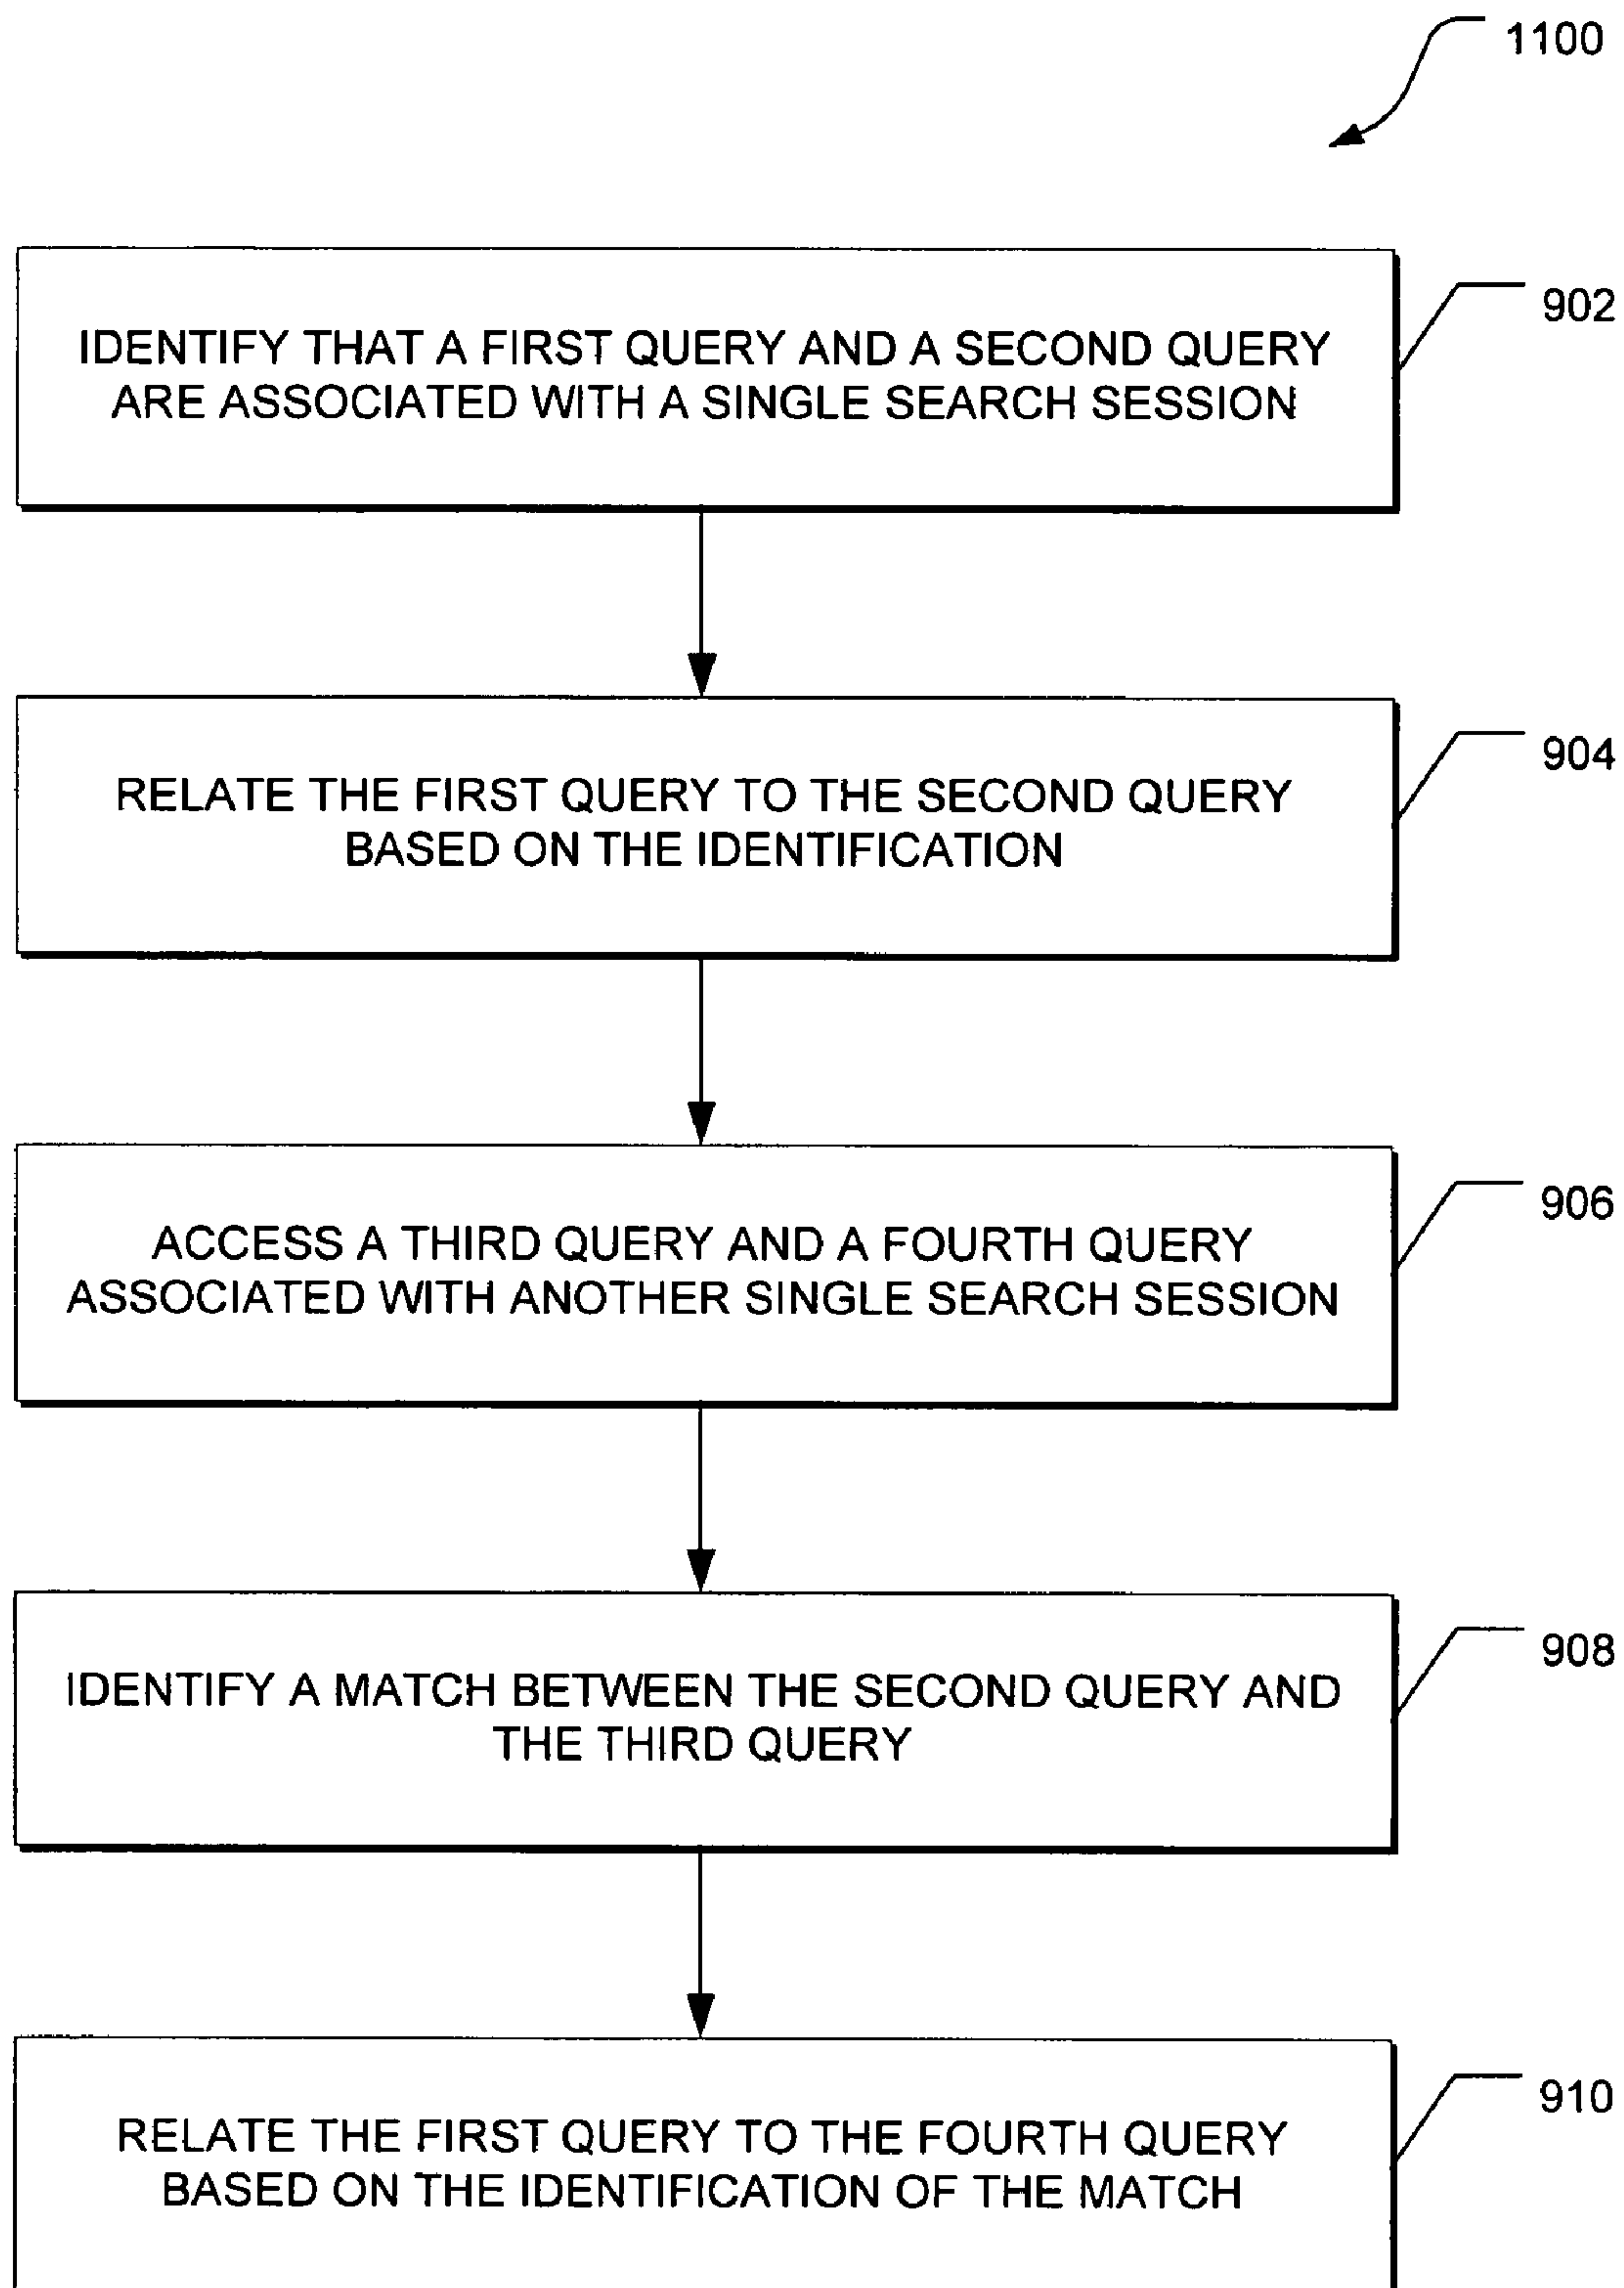 1100
IDENTIFY THAT A FIRST QUERY AND A SECOND QUERY
ARE ASSOCIATED WITH A SINGLE SEARCH SESSION
902
RELATE THE FIRST QUERY TO THE SECOND QUERY
BASED ON THE IDENTIFICATION
904
ACCESS A THIRD QUERY AND A FOURTH QUERY
ASSOCIATED WITH ANOTHER SINGLE SEARCH SESSION
906
IDENTIFY A MATCH BETWEEN THE SECOND QUERY AND
THE THIRD QUERY
908
RELATE THE FIRST QUERY TO THE FOURTH QUERY
BASED ON THE IDENTIFICATION OF THE MATCH
910